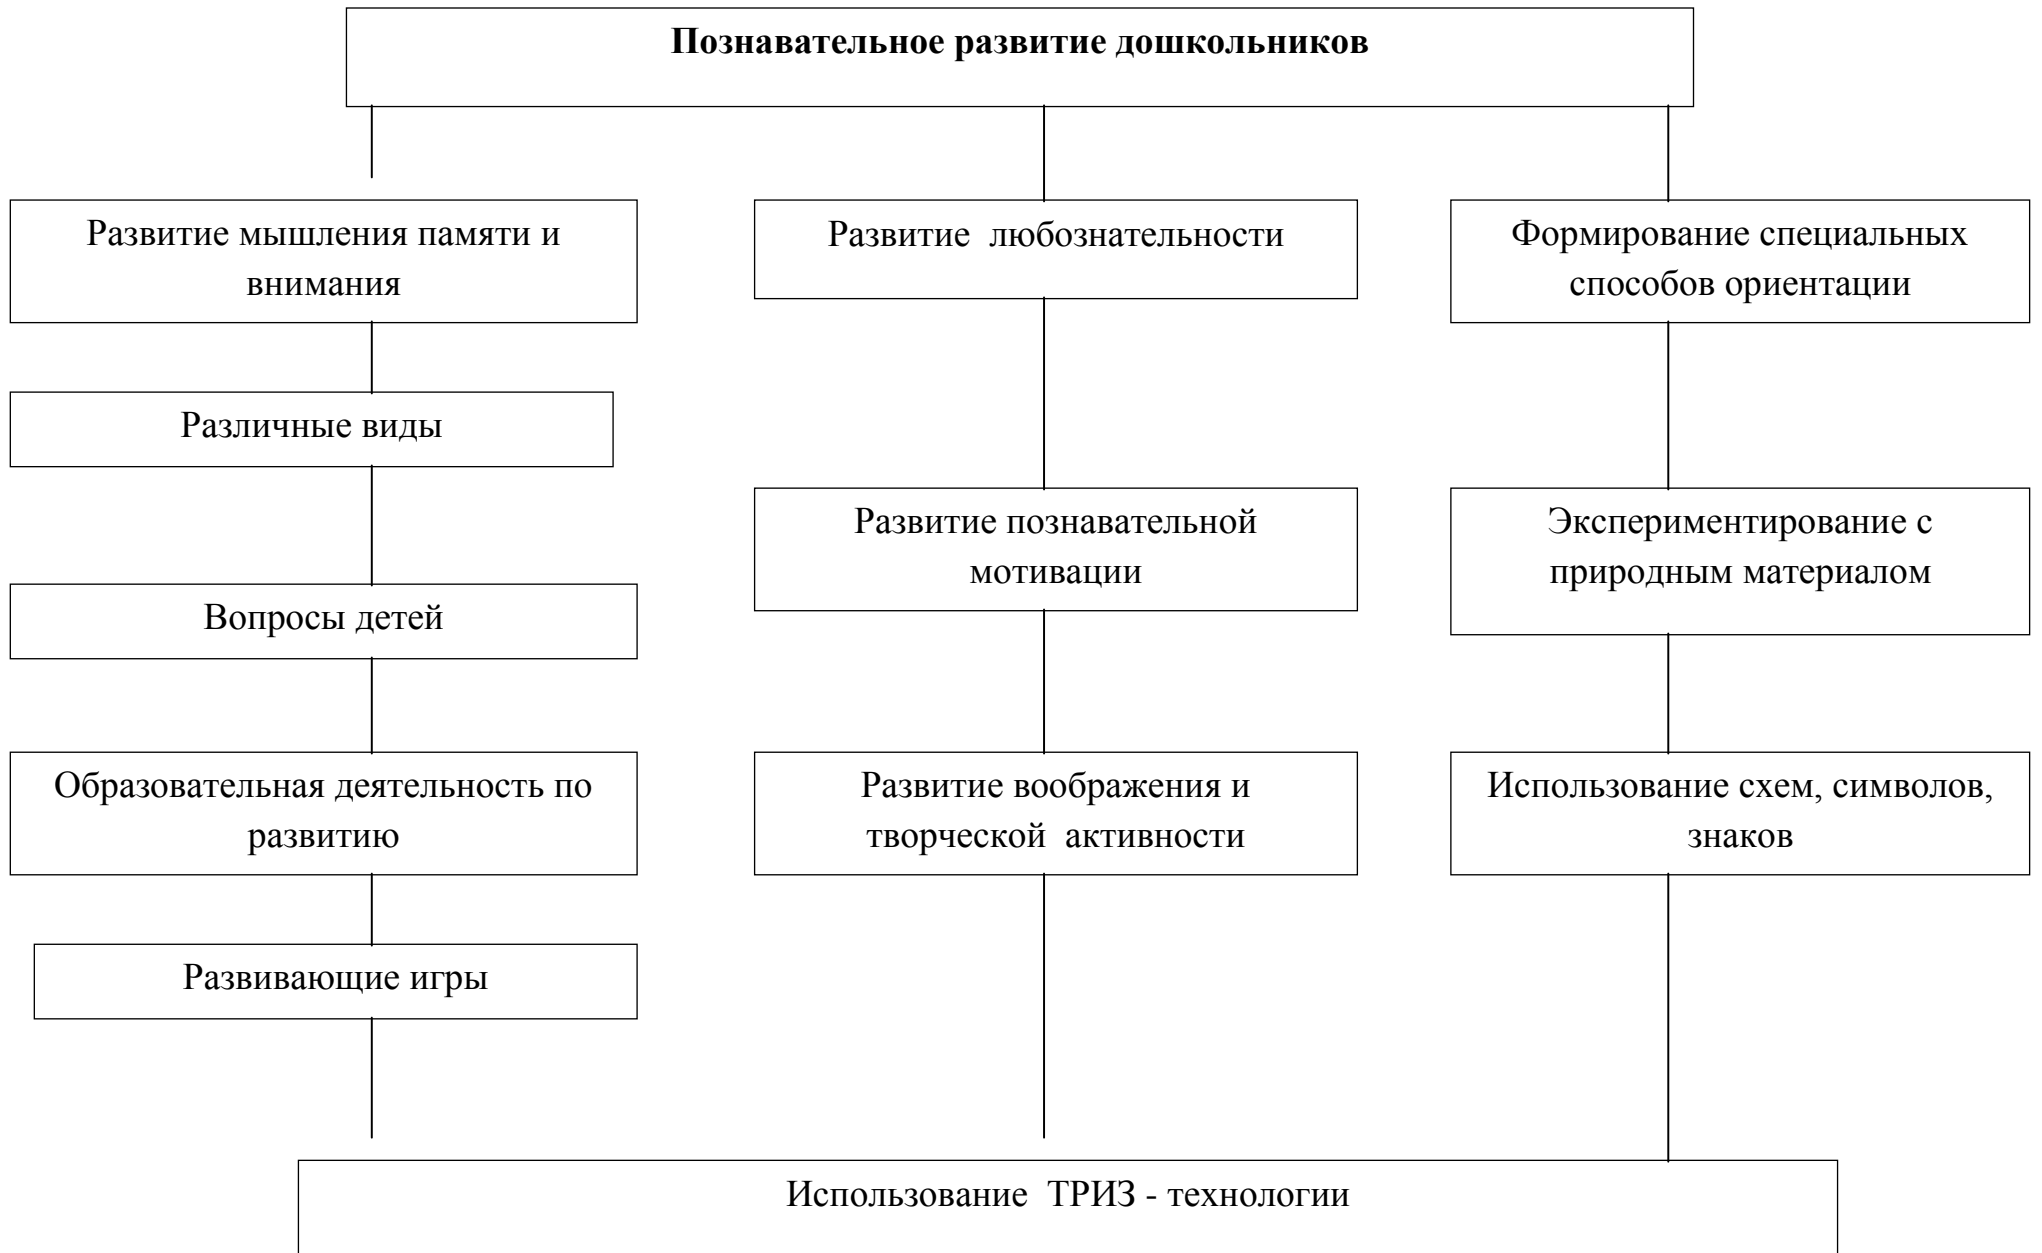 Познавательное развитие дошкольников
Развитие мышления памяти и
внимания
Развитие любознательности
Формирование специальных
способов ориентации
Различные виды
Развитие познавательной
мотивации
Экспериментирование с
природным материалом
Вопросы детей
Образовательная деятельность по
развитию
Развитие воображения и
творческой активности
Использование схем, символов,
знаков
Развивающие игры
Использование ТРИЗ - технологии